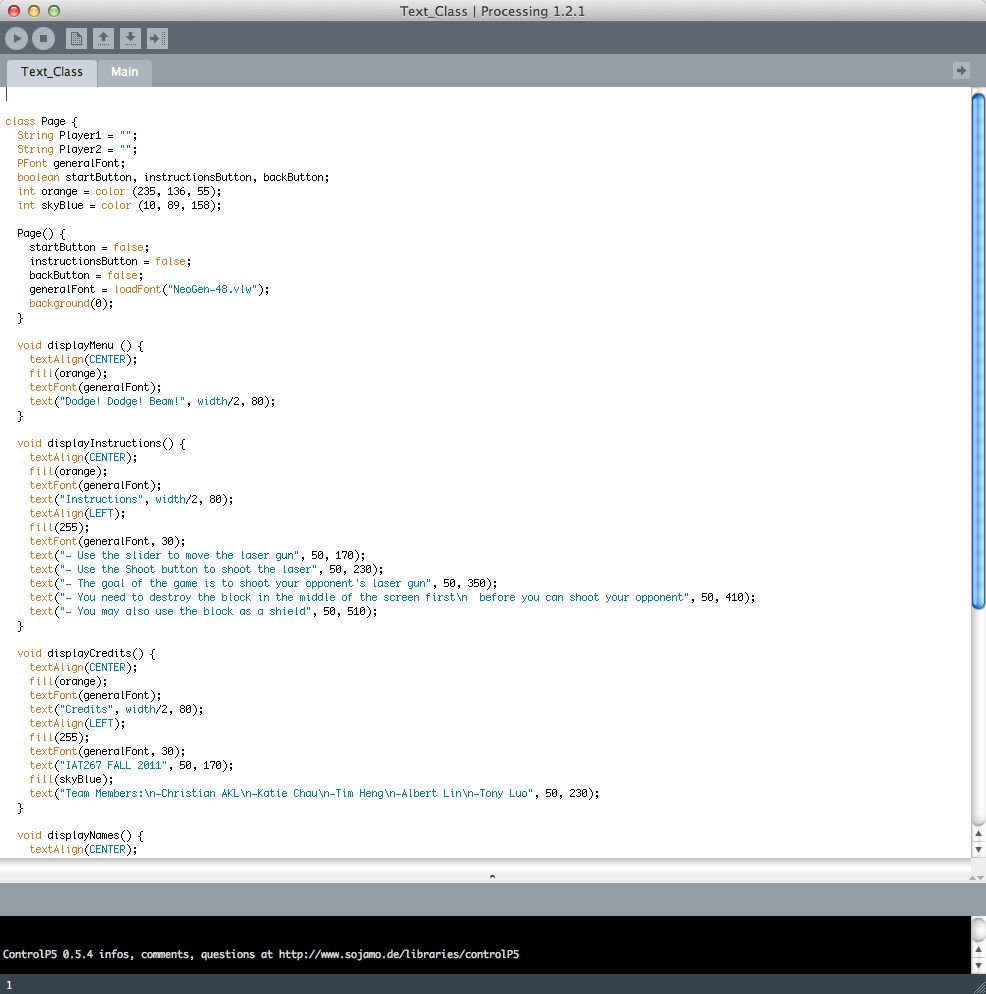 Text_Class | Processing 1.2.1
Text_Class Main
class Page {
String Player1 = "";
String Player2 = "";
PFont generalFont;
boolean startButton, instructionsButton, backButton;
int orange = color (235, 136, 55);
int skyBlue = color (10, 89, 158);
Page() {
startButton = false;
instructionsButton = false;
backButton = false;
generalFont = loadFont("NeoGen-48.vlw");
background(0);
}
void displayMenu () {
textAlign(CENTER);
fill(orange);
textFont(generalFont);
text("Dodge! Dodge! Beam!", width/2, 80);
}
void displayInstructions() {
textAlign(CENTER);
fill(orange);
textFont(generalFont);
text("Instructions", width/2, 80);
textAlign(LEFT);
fill(255);
textFont(generalFont, 30);
text("- Use the slider to move the laser gun", 50, 170);
text("- Use the Shoot button to shoot the laser", 50, 230);
text("- The goal of the game is to shoot your opponent's laser gun", 50, 350);
text("- You need to destroy the block in the middle of the screen first\n  before you can shoot your opponent", 50, 410);
text("- You may also use the block as a shield", 50, 510);
}
void displayCredits() {
textAlign(CENTER);
fill(orange);
textFont(generalFont);
text("Credits", width/2, 80);
textAlign(LEFT);
fill(255);
textFont(generalFont, 30);
text("IAT267 FALL 2011", 50, 170);
fill(skyBlue);
text("Team Members:\n-Christian AKL\n-Katie Chau\n-Tim Heng\n-Albert Lin\n-Tony Luo", 50, 230);
}
void displayNames() {
textAlign(CENTER);
ControlP5 0.5.4 infos, comments, questions at http://www.sojamo.de/libraries/controlP5
1